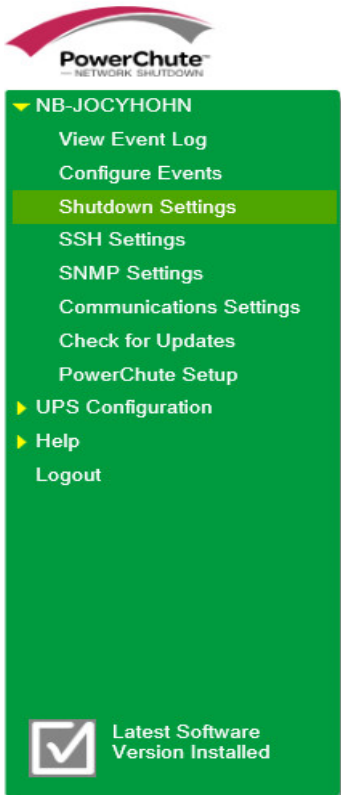 PowerChute
NETWORK SHUTDOWN
NB-JOCYHOHN
View Event Log
Configure Events
Shutdown Settings
SSH Settings
SNMP Settings
Communications Settings
Check for Updates
PowerChute Setup
UPS Configuration
Help
Logout
Latest Software
Version Installed